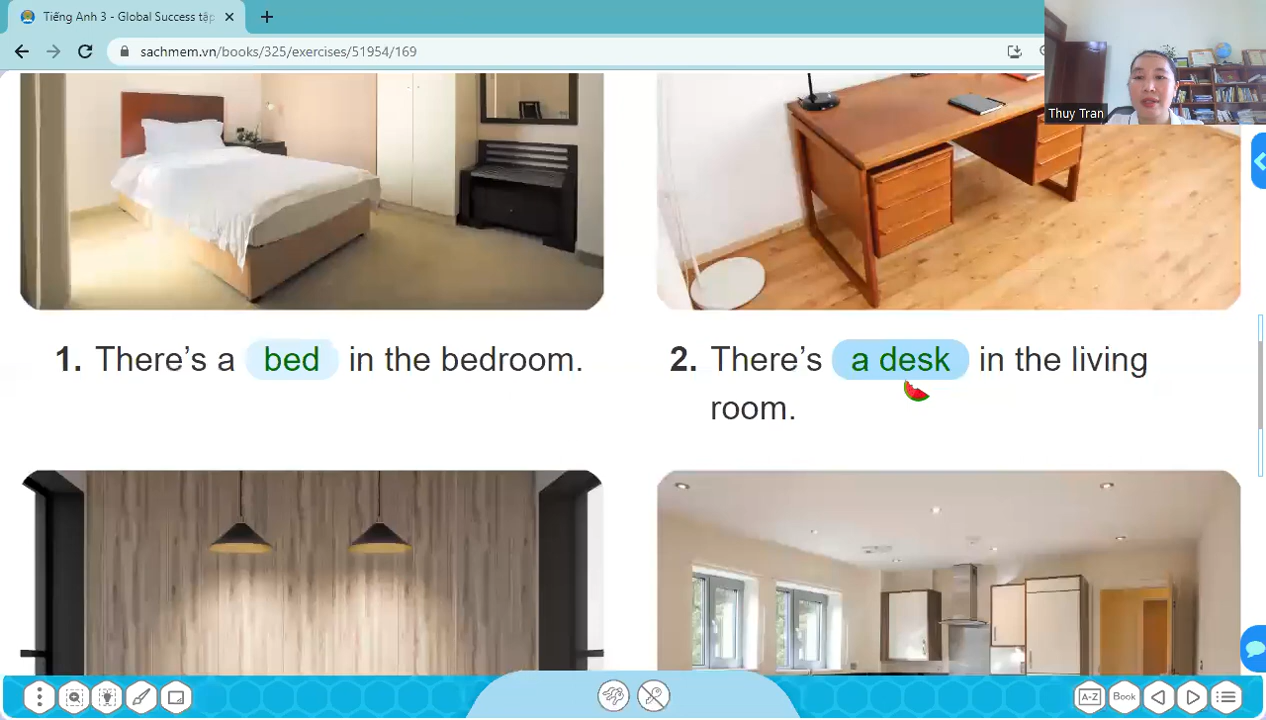 Tiếng Anh 3 - Global Success tập
sachmem.vn/books/325/exercises/51954/169
Thuy Tran
1. There’s a bed in the bedroom.
2. There’s a desk in the living
room.
A-Z
Book